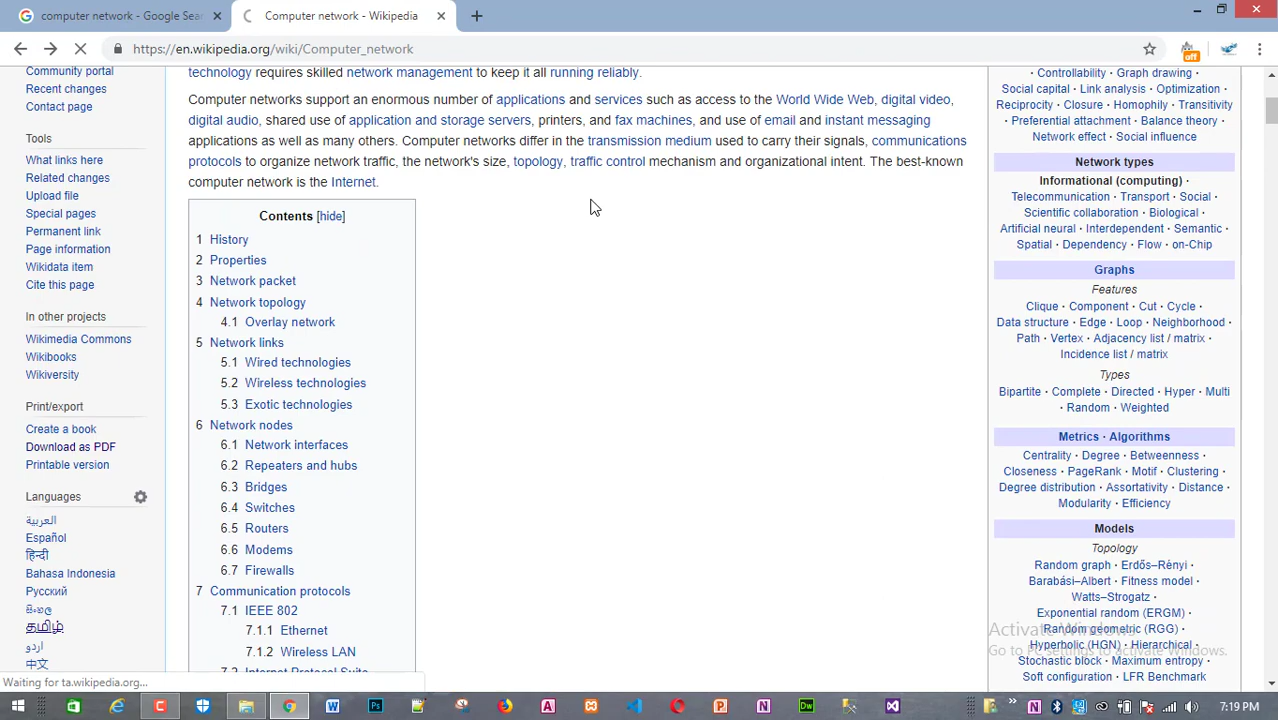 computer network - Google Sea
Computer network - Wikipedia
https://en.wikipedia.org/wiki/Computer_network
off
Community portal
Recent changes
Contact page
Tools
What links here
Related changes
Upload file
Special pages
Permanent link
Page information
Wikidata item
Cite this page
In other projects
Wikimedia Commons
Wikibooks
Wikiversity
Print/export
Create a book
Download as PDF
Printable version
Languages
العربية
Español
हिन्दी
Bahasa Indonesia
Русский
සිංහල
தமிழ்
اردو
中文
technology requires skilled network management to keep it all running reliably.
Computer networks support an enormous number of applications and services such as access to the World Wide Web, digital video,
digital audio, shared use of application and storage servers, printers, and fax machines, and use of email and instant messaging
applications as well as many others. Computer networks differ in the transmission medium used to carry their signals, communications
protocols to organize network traffic, the network's size, topology, traffic control mechanism and organizational intent. The best-known
computer network is the Internet.
Contents [hide]
1 History
2 Properties
3 Network packet
4 Network topology
4.1 Overlay network
5 Network links
5.1 Wired technologies
5.2 Wireless technologies
5.3 Exotic technologies
6 Network nodes
6.1 Network interfaces
6.2 Repeaters and hubs
6.3 Bridges
6.4 Switches
6.5 Routers
6.6 Modems
6.7 Firewalls
7 Communication protocols
7.1 IEEE 802
7.1.1 Ethernet
7.1.2 Wireless LAN
7.2 Internet Protocol Suite
Controllability · Graph drawing
Social capital · Link analysis · Optimization
Reciprocity · Closure · Homophily · Transitivity
Preferential attachment · Balance theory
Network effect · Social influence
Network types
Informational (computing)
Telecommunication · Transport · Social
Scientific collaboration · Biological
Artificial neural · Interdependent · Semantic
Spatial · Dependency · Flow · on-Chip
Graphs
Features
Clique · Component · Cut · Cycle
Data structure · Edge · Loop · Neighborhood
Path · Vertex · Adjacency list / matrix
Incidence list / matrix
Types
Bipartite · Complete · Directed · Hyper · Multi
Random · Weighted
Metrics · Algorithms
Centrality · Degree · Betweenness
Closeness · PageRank · Motif · Clustering
Degree distribution · Assortativity · Distance
Modularity · Efficiency
Models
Topology
Random graph · Erdős–Rényi
Barabási–Albert · Fitness model
Watts–Strogatz
Exponential random (ERGM)
Random geometric (RGG)
Hyperbolic (HGN) · Hierarchical
Stochastic block · Maximum entropy
Soft configuration · LFR Benchmark
Activate Windows
Go to PC settings to activate Windows.
Waiting for ta.wikipedia.org...
7:19 PM